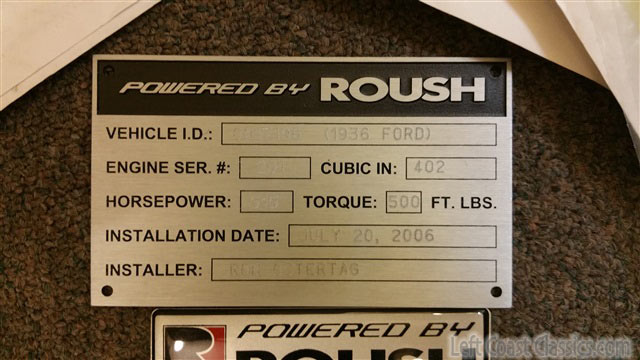 POWERED BY ROUSH
VEHICLE I.D.: (1936 FORD)
ENGINE SER. #: CUBIC IN: 402
HORSEPOWER: TORQUE: 500 FT. LBS.
INSTALLATION DATE: JULY 20, 2006
INSTALLER:
POWERED BY
ROUSH
Left Coast Classics.com